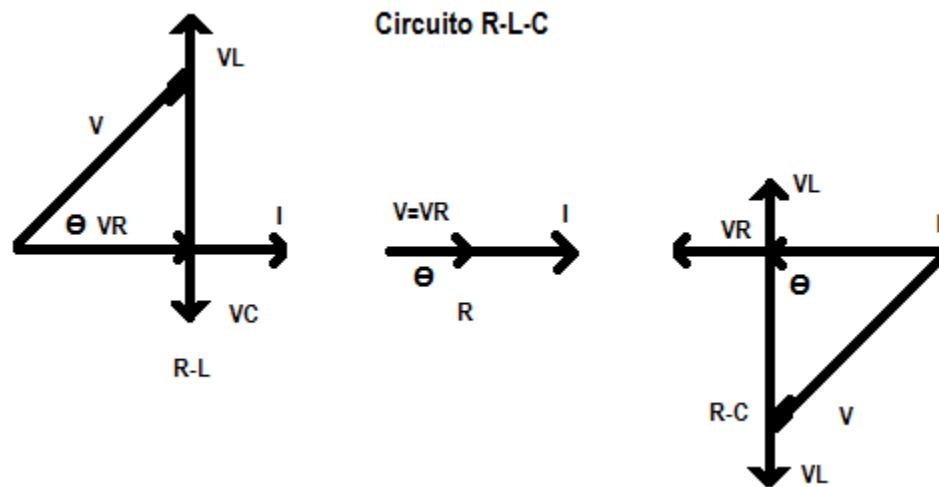 Circuito R-L-C
VL
V
Ɵ VR
I
VC
R-L
V=VR
I
Ɵ
R
VL
VR
I
Ɵ
R-C
V
VL